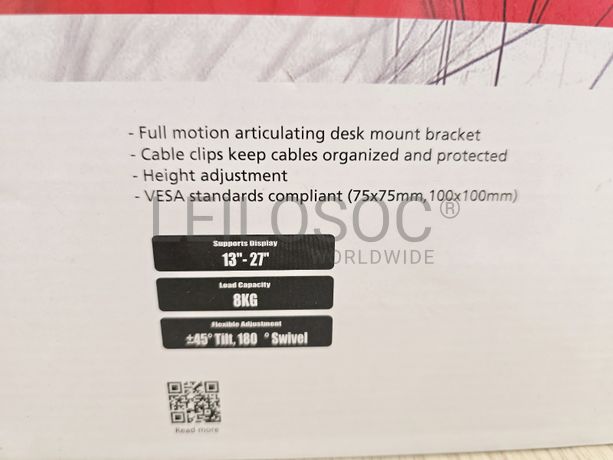 - Full motion articulating desk mount bracket
- Cable clips keep cables organized and protected
- Height adjustment
- VESA standards compliant (75x75mm,100x100mm)
LEILOSOC®
WORLDWIDE
Supports Display
13"- 27"
Load Capacity
8KG
Flexible Adjustment
±45° Tilt, 180 ° Swivel
Read more